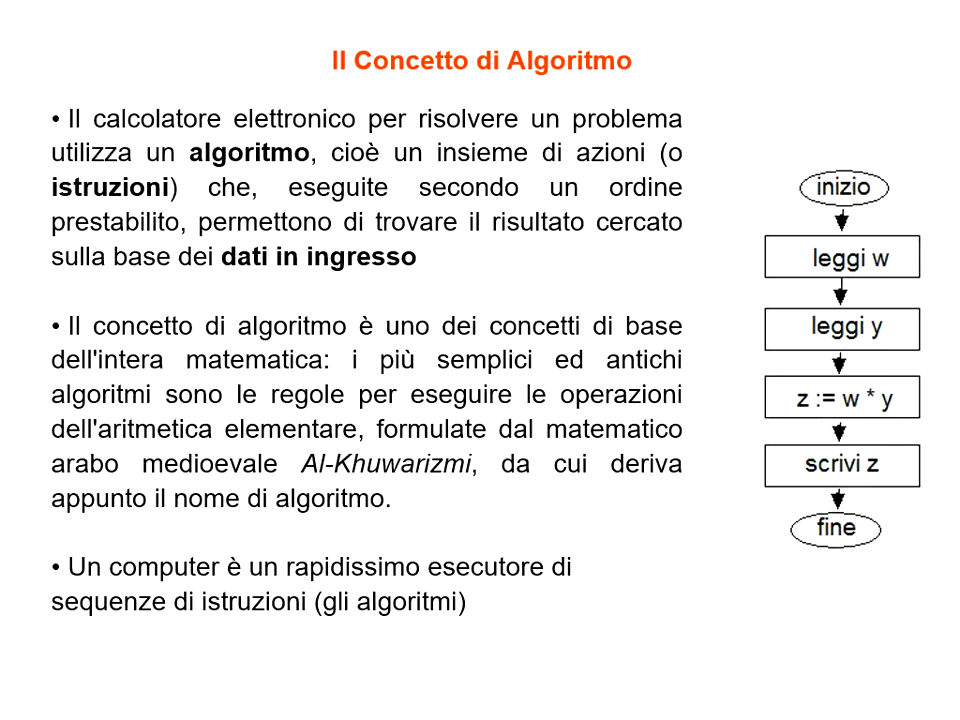 Il Concetto di Algoritmo
• Il calcolatore elettronico per risolvere un problema
utilizza un algoritmo, cioè un insieme di azioni (o
istruzioni) che, eseguite secondo un ordine
prestabilito, permettono di trovare il risultato cercato
sulla base dei dati in ingresso
• Il concetto di algoritmo è uno dei concetti di base
dell'intera matematica: i più semplici ed antichi
algoritmi sono le regole per eseguire le operazioni
dell'aritmetica elementare, formulate dal matematico
arabo medioevale Al-Khuwarizmi, da cui deriva
appunto il nome di algoritmo.
• Un computer è un rapidissimo esecutore di
sequenze di istruzioni (gli algoritmi)
inizio
leggi w
leggi y
z := w * y
scrivi z
fine